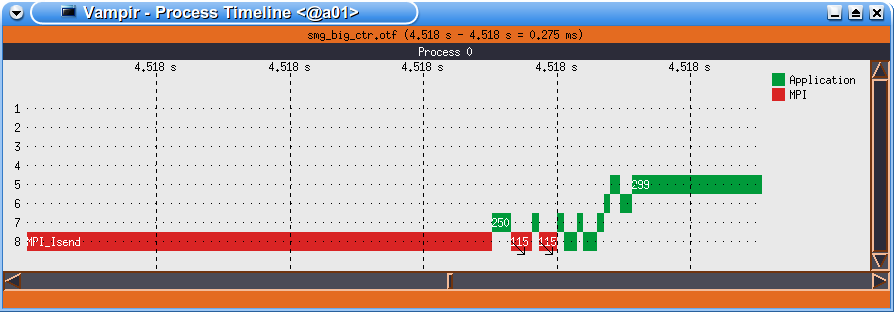 Vampir - Process Timeline <@a01>
smg_big_ctr.otf (4.518 s - 4.518 s = 0.275 ms)
Process 0
4.518 s 4.518 s 4.518 s 4.518 s 4.518 s
Application
MPI
1
2
3
4
5 299
6
7 250
8 MPI_Isend 115 115